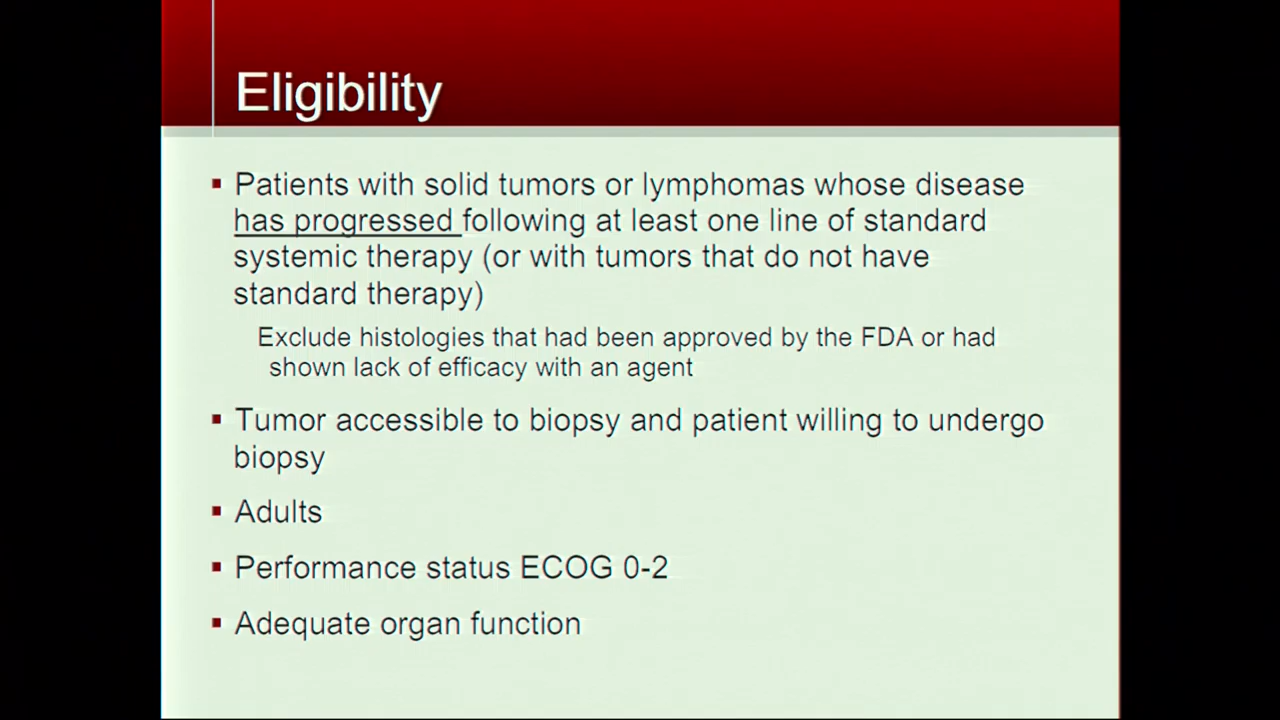 Eligibility
▪ Patients with solid tumors or lymphomas whose disease
has progressed following at least one line of standard
systemic therapy (or with tumors that do not have
standard therapy)
Exclude histologies that had been approved by the FDA or had
shown lack of efficacy with an agent
▪ Tumor accessible to biopsy and patient willing to undergo
biopsy
▪ Adults
▪ Performance status ECOG 0-2
▪ Adequate organ function